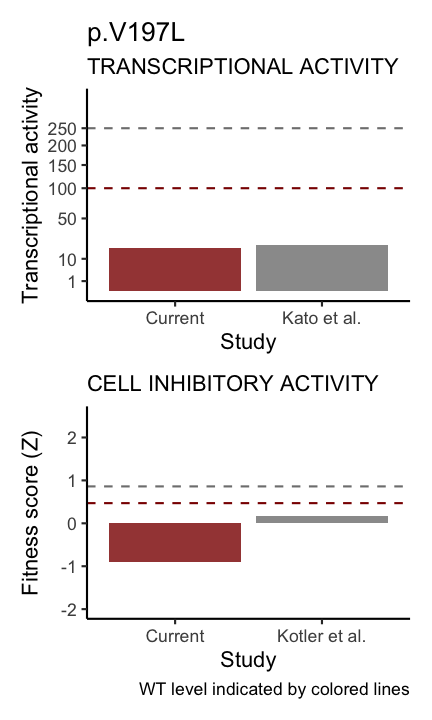 p.V197L
TRANSCRIPTIONAL ACTIVITY
Transcriptional activity
250
200
150
100
50
10
1
Current
Kato et al.
Study
CELL INHIBITORY ACTIVITY
Fitness score (Z)
2
1
0
-1
-2
Current
Kotler et al.
Study
WT level indicated by colored lines